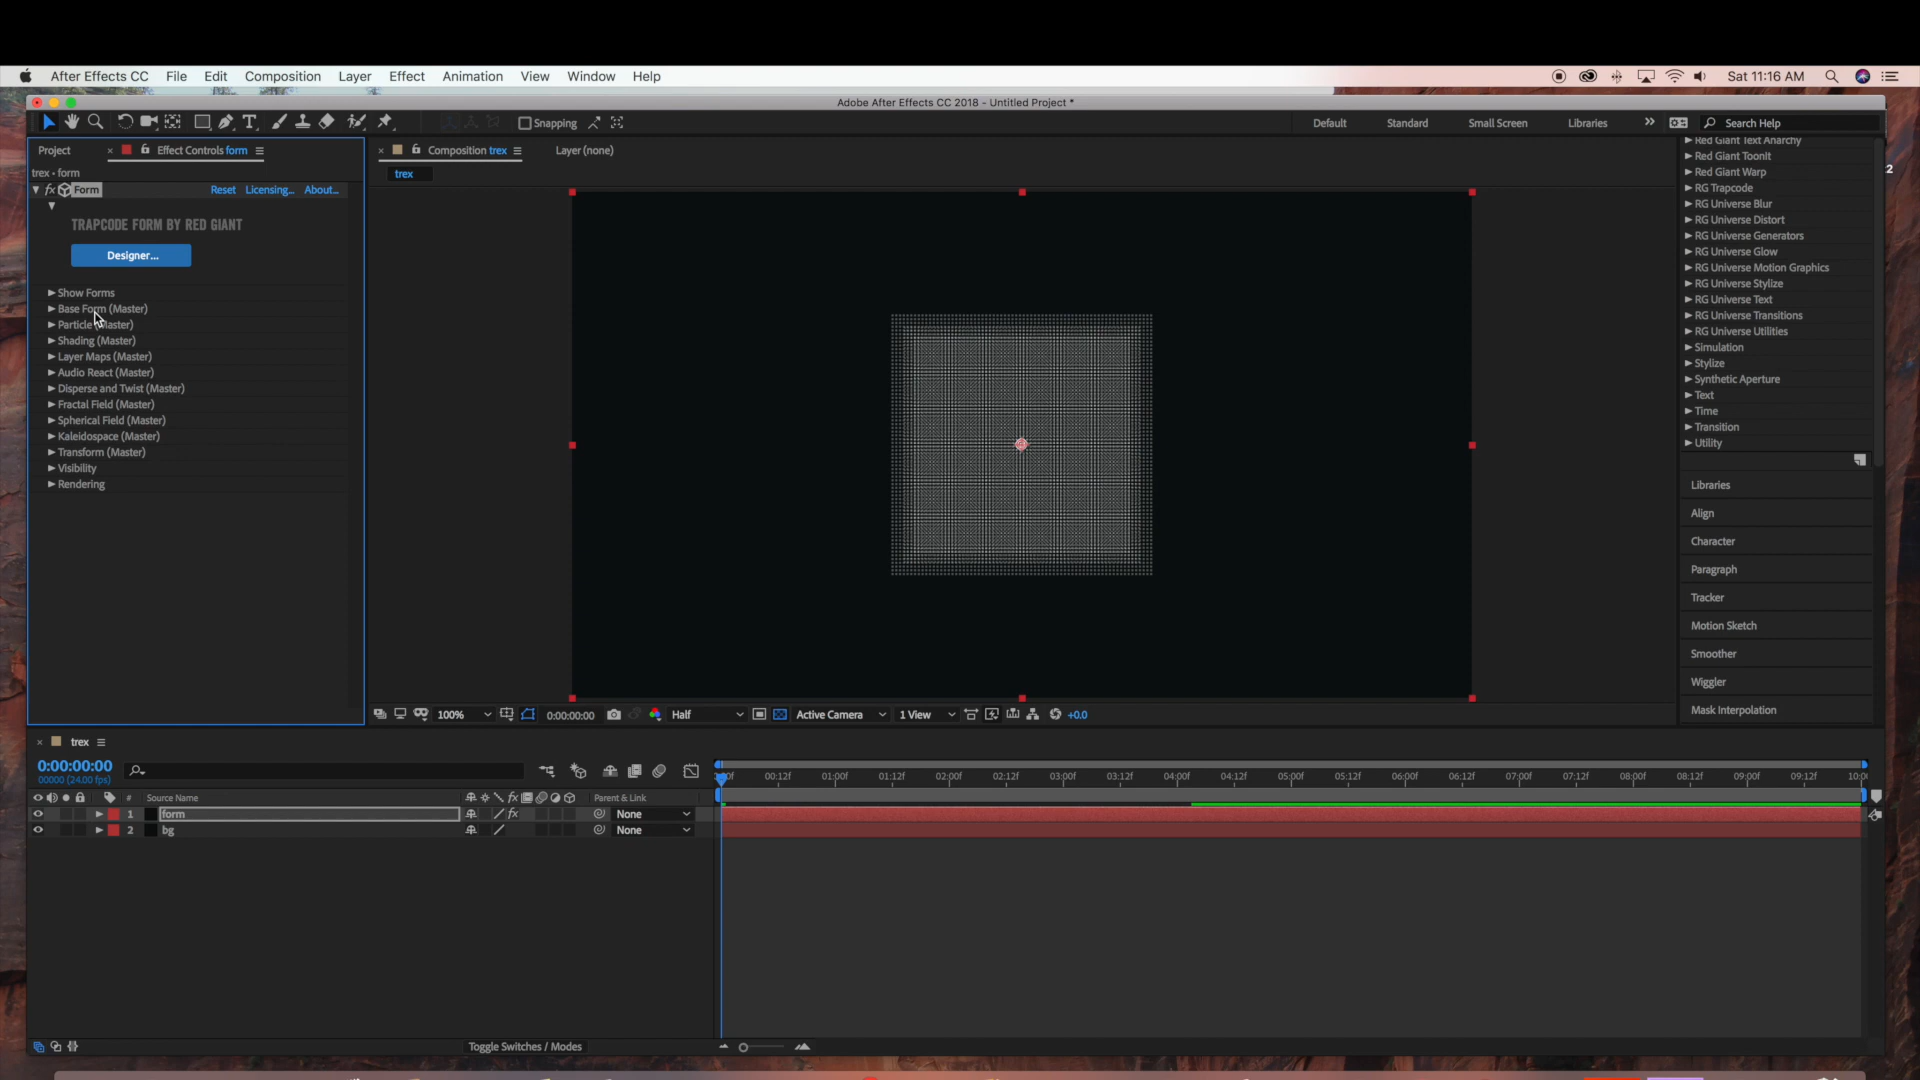 After Effects CC File Edit Composition Layer Effect Animation View Window Help Sat 11:16 AM
Adobe After Effects CC 2018 - Untitled Project *
Snapping Default Standard Small Screen Libraries Search Help
Project Effect Controls form
trex • form
Form Reset Licensing... About...
TRAPCODE FORM BY RED GIANT
Designer...
Show Forms
Base Form (Master)
Particle (Master)
Shading (Master)
Layer Maps (Master)
Audio React (Master)
Disperse and Twist (Master)
Fractal Field (Master)
Spherical Field (Master)
Kaleidospace (Master)
Transform (Master)
Visibility
Rendering
Composition trex Layer (none)
trex
100% 0:00:00:00 Half Active Camera 1 View +0.0
Red Giant Text Anarchy
Red Giant ToonIt
Red Giant Warp
RG Trapcode
RG Universe Blur
RG Universe Distort
RG Universe Generators
RG Universe Glow
RG Universe Motion Graphics
RG Universe Stylize
RG Universe Text
RG Universe Transitions
RG Universe Utilities
Simulation
Stylize
Synthetic Aperture
Text
Time
Transition
Utility
Libraries
Align
Character
Paragraph
Tracker
Motion Sketch
Smoother
Wiggler
Mask Interpolation
2
trex
0:00:00:00
00000 (24.00 fps)
:00f 00:12f 01:00f 01:12f 02:00f 02:12f 03:00f 03:12f 04:00f 04:12f 05:00f 05:12f 06:00f 06:12f 07:00f 07:12f 08:00f 08:12f 09:00f 09:12f 10:0
# Source Name fx Parent & Link
1 form fx None
2 bg None
Toggle Switches / Modes